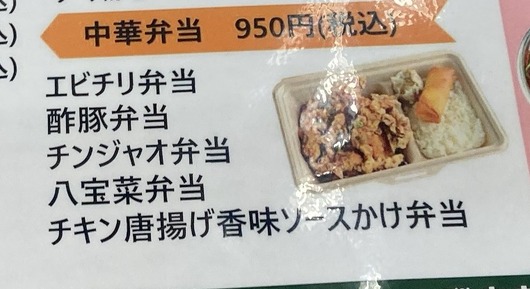 中華弁当 950円(税込)
エビチリ弁当
酢豚弁当
チンジャオ弁当
八宝菜弁当
チキン唐揚げ香味ソースかけ弁当